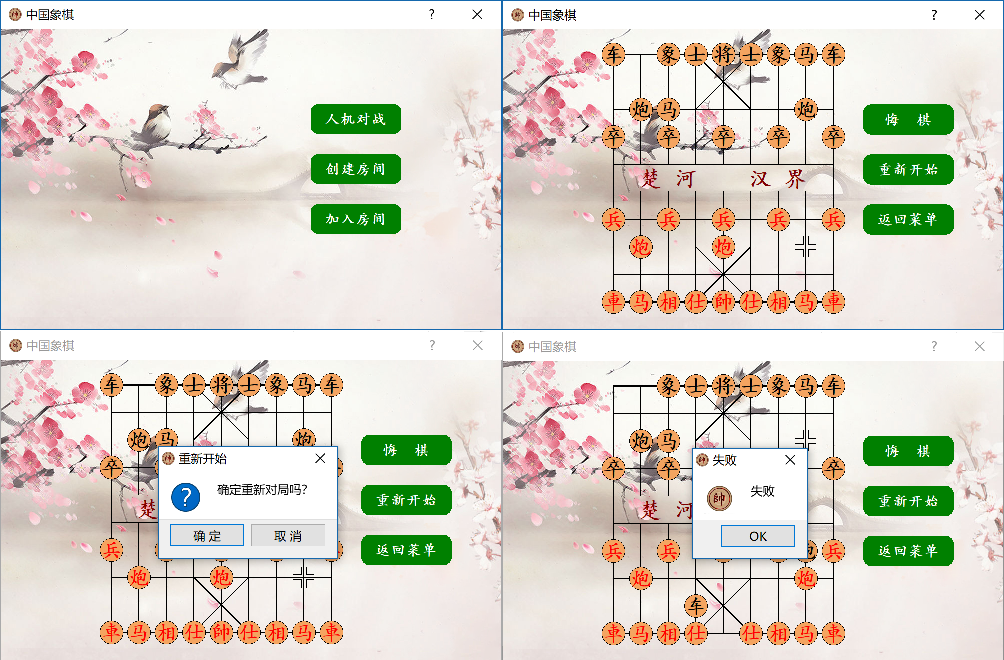 中国象棋
?
人机对战
创建房间
加入房间
中国象棋
?
车 象 士 将 士 象 马 车
炮 马 炮
卒 卒 卒 卒 卒
楚 河 汉 界
兵 兵 兵 兵 兵
炮 炮
車 马 相 仕 帥 仕 相 马 車
悔 棋
重新开始
返回菜单
中国象棋
?
车 象 士 将 士 象 马 车
炮 马 炮
卒
楚
兵
炮 炮
車 马 相 仕 帥 仕 相 马 車
重新开始
确定重新对局吗?
确 定 取 消
悔 棋
重新开始
返回菜单
中国象棋
?
象 士 将 士 象 马 车
炮 马
卒 卒 卒
楚 河
兵 兵 兵
炮 炮
车
車 马 相 仕 仕 相 马 車
失败
帥 失败
OK
悔 棋
重新开始
返回菜单